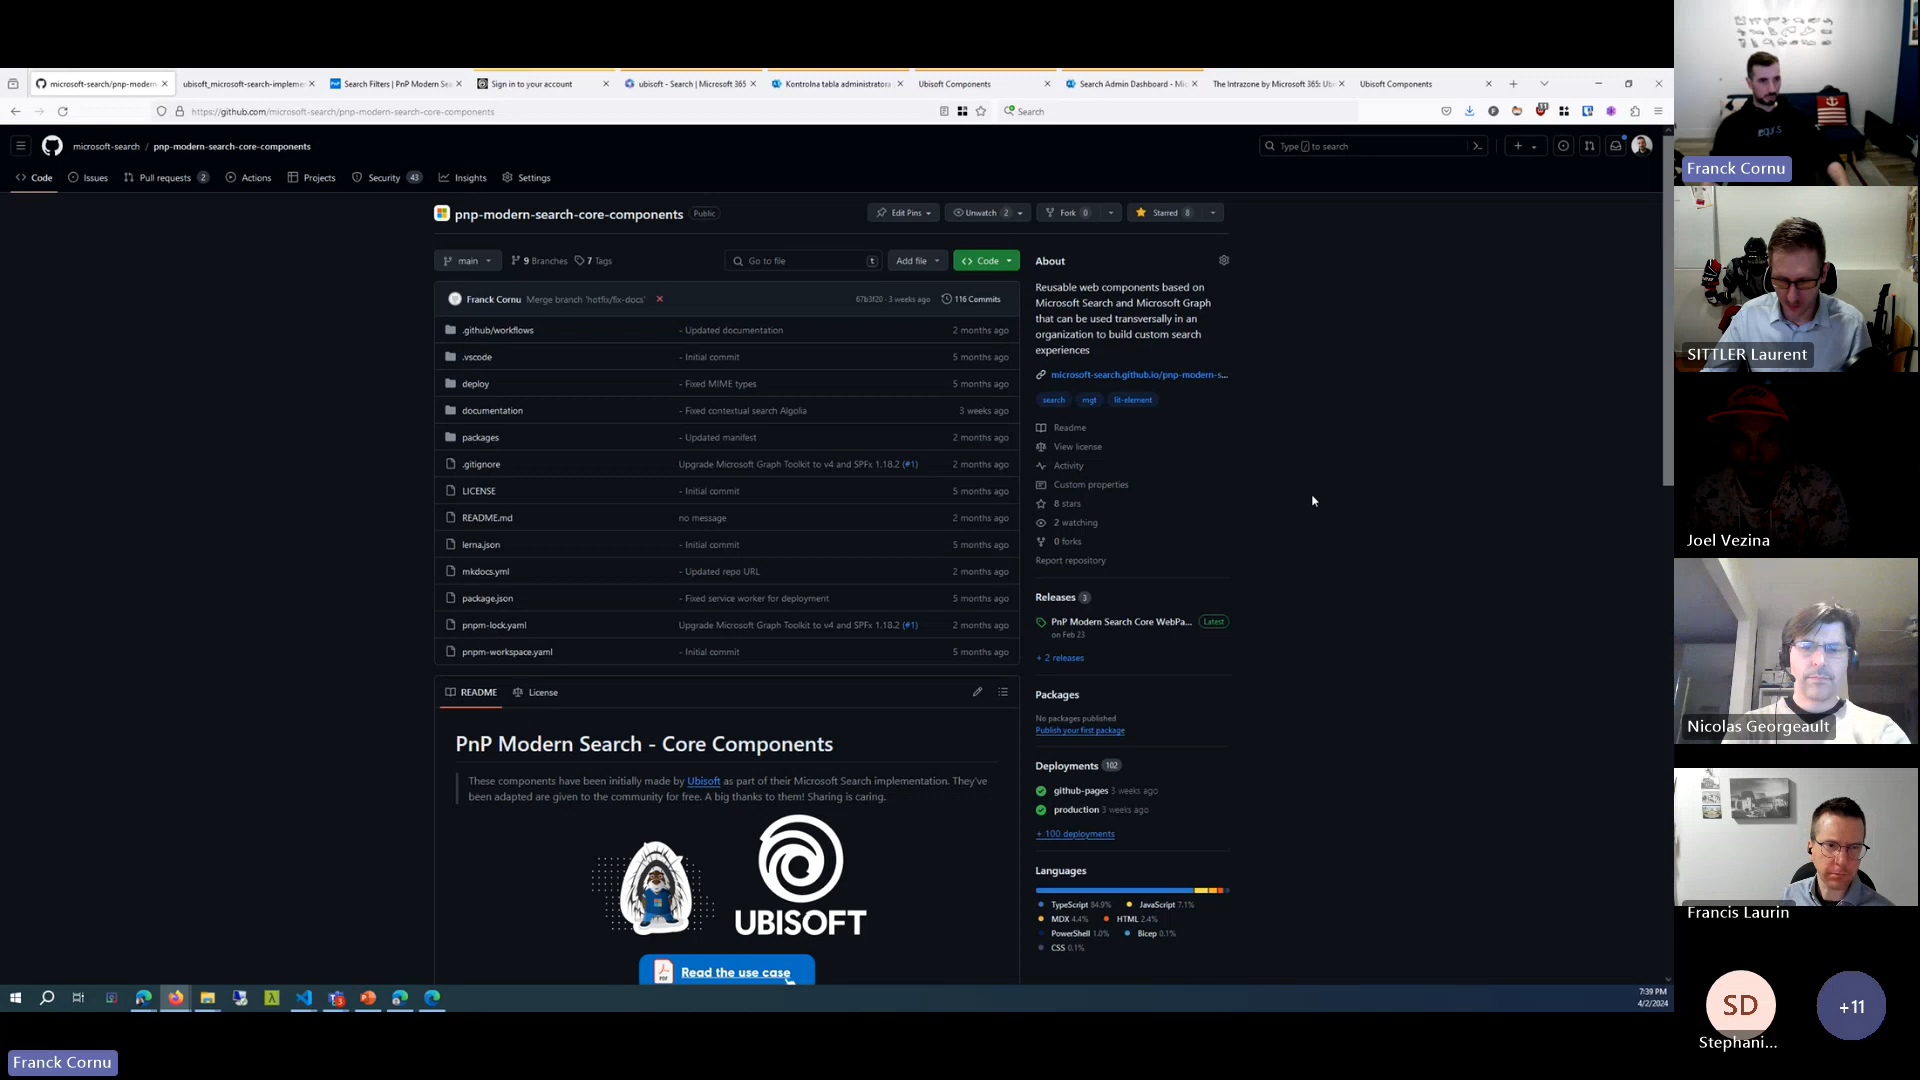 microsoft-search/pnp-modern
ubisoft_microsoft-search-impleme
Search Filters | PnP Modern Sea
Sign in to your account
ubisoft - Search | Microsoft 365
Kontrolna tabla administratora
Ubisoft Components
Search Admin Dashboard - Mic
The Intrazone by Microsoft 365: Ubi
Ubisoft Components
https://github.com/microsoft-search/pnp-modern-search-core-components
Search
microsoft-search / pnp-modern-search-core-components
Type / to search
Code
Issues
Pull requests 2
Actions
Projects
Security 43
Insights
Settings
pnp-modern-search-core-components
Public
Edit Pins
Unwatch 2
Fork 0
Starred 8
main
9 Branches
7 Tags
Go to file
t
Add file
Code
Franck Cornu Merge branch 'hotfix/fix-docs'
67b3f20 · 3 weeks ago
116 Commits
.github/workflows - Updated documentation 2 months ago
.vscode - Initial commit 5 months ago
deploy - Fixed MIME types 5 months ago
documentation - Fixed contextual search Algolia 3 weeks ago
packages - Updated manifest 2 months ago
.gitignore Upgrade Microsoft Graph Toolkit to v4 and SPFx 1.18.2 (#1) 2 months ago
LICENSE - Initial commit 5 months ago
README.md no message 2 months ago
lerna.json - Initial commit 5 months ago
mkdocs.yml - Updated repo URL 2 months ago
package.json - Fixed service worker for deployment 5 months ago
pnpm-lock.yaml Upgrade Microsoft Graph Toolkit to v4 and SPFx 1.18.2 (#1) 2 months ago
pnpm-workspace.yaml - Initial commit 5 months ago
README
License
PnP Modern Search - Core Components
These components have been initially made by Ubisoft as part of their Microsoft Search implementation. They've
been adapted are given to the community for free. A big thanks to them! Sharing is caring.
UBISOFT
PDF
Read the use case
About
Reusable web components based on
Microsoft Search and Microsoft Graph
that can be used transversally in an
organization to build custom search
experiences
microsoft-search.github.io/pnp-modern-s...
search mgt lit-element
Readme
View license
Activity
Custom properties
8 stars
2 watching
0 forks
Report repository
Releases 3
PnP Modern Search Core WebPa... Latest
on Feb 23
+ 2 releases
Packages
No packages published
Publish your first package
Deployments 102
github-pages 3 weeks ago
production 3 weeks ago
+ 100 deployments
Languages
TypeScript 84.9% JavaScript 7.1%
MDX 4.4% HTML 2.4%
PowerShell 1.0% Bicep 0.1%
CSS 0.1%
7:39 PM
4/2/2024
Franck Cornu
SITTLER Laurent
Joel Vezina
Nicolas Georgeault
Francis Laurin
SD
Stephani...
+11
Franck Cornu